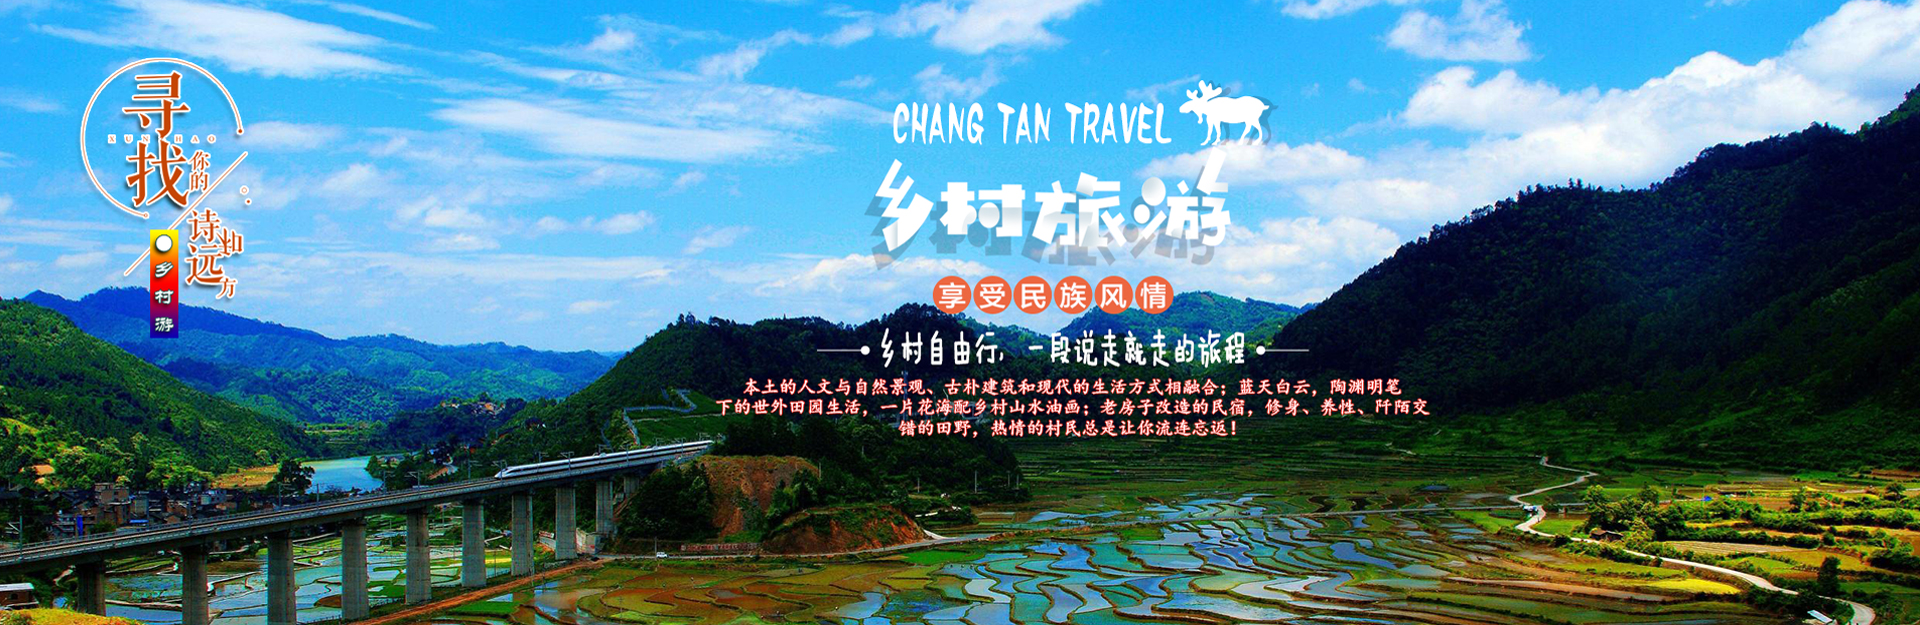 寻找
XUN HAO
你的
诗和
远方
乡村游
CHANG TAN TRAVEL
乡村旅游
享受民族风情
乡村自由行，一段说走就走的旅程
本土的人文与自然景观、古朴建筑和现代的生活方式相融合；蓝天白云，陶渊明笔
下的世外田园生活，一片花海配乡村山水油画；老房子改造的民宿，修身、养性、阡陌交
错的田野，热情的村民总是让你流连忘返！